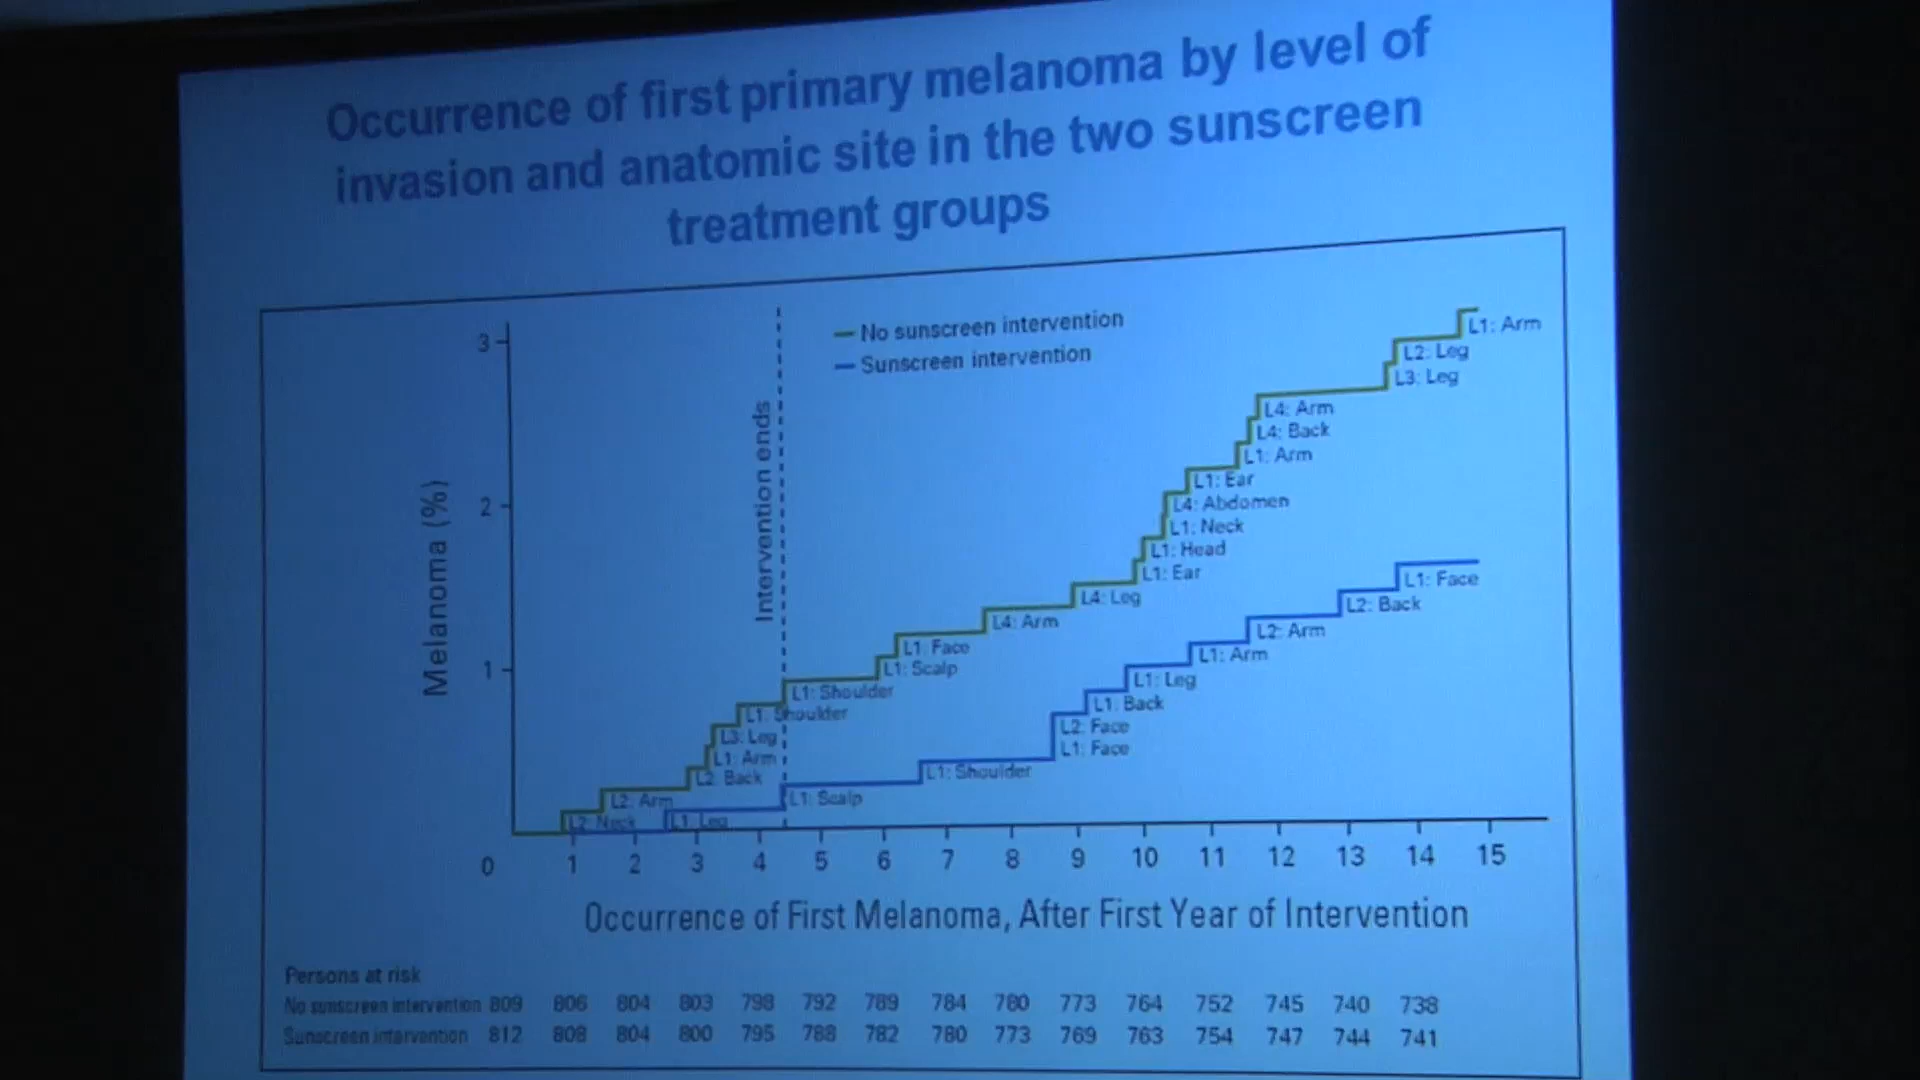 Occurrence of first primary melanoma by level of
invasion and anatomic site in the two sunscreen
treatment groups
No sunscreen intervention
Sunscreen intervention
Intervention ends
Melanoma (%)
3
2
1
L1: Arm
L2: Leg
L3: Leg
L4: Arm
L4: Back
L1: Arm
L1: Ear
L4: Abdomen
L1: Neck
L1: Head
L1: Ear
L4: Leg
L4: Arm
L1: Face
L1: Scalp
L1: Shoulder
L1: Shoulder
L3: Leg
L1: Arm
L2: Back
L2: Arm
L2: Neck
L1: Face
L2: Back
L2: Arm
L1: Arm
L1: Leg
L1: Back
L2: Face
L1: Face
L1: Shoulder
L1: Scalp
L1: Leg
0 1 2 3 4 5 6 7 8 9 10 11 12 13 14 15
Occurrence of First Melanoma, After First Year of Intervention
Persons at risk
No sunscreen intervention 809 806 804 803 798 792 789 784 780 773 764 752 745 740 738
Sunscreen intervention 812 808 804 800 795 788 782 780 773 769 763 754 747 744 741